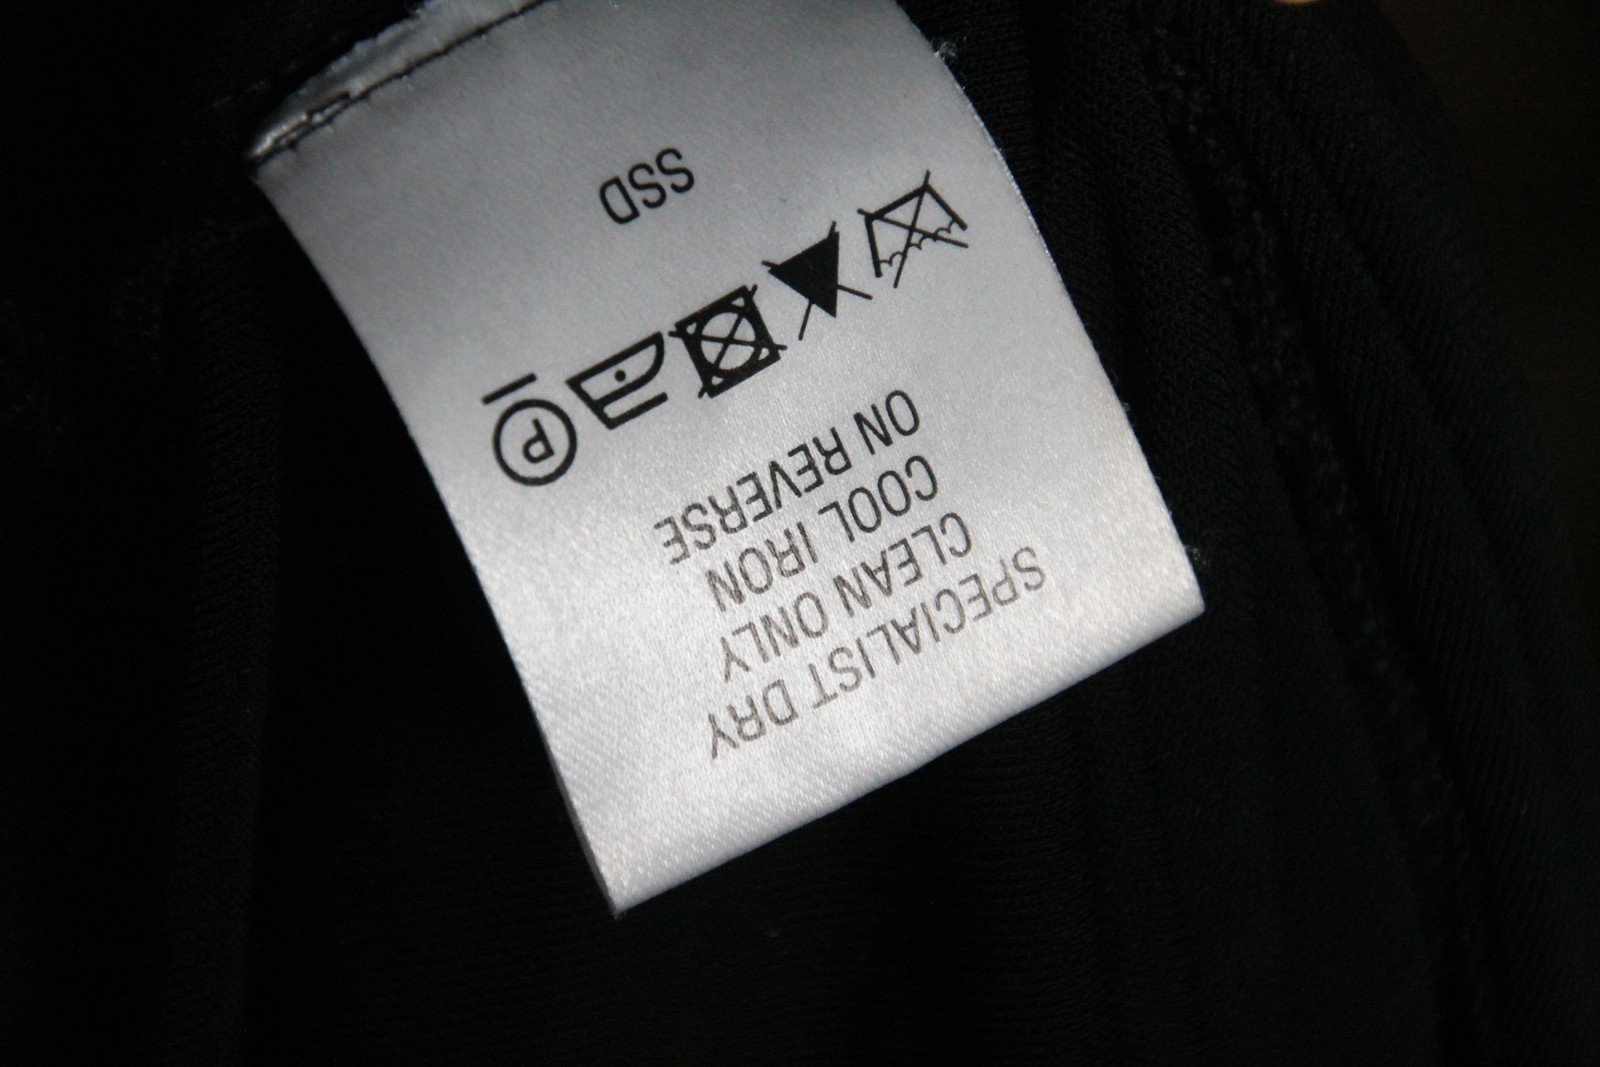 SPECIALIST DRY
CLEAN ONLY
COOL IRON
ON REVERSE
P
SSD